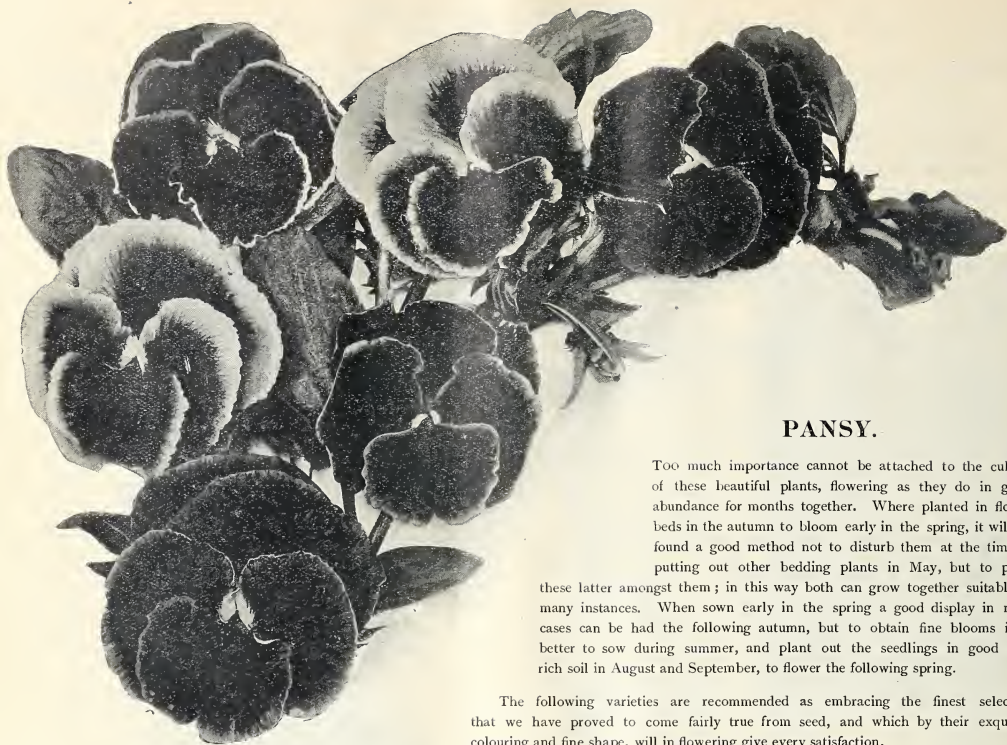 PANSY.
Too much importance cannot be attached to the cul
of these beautiful plants, flowering as they do in g
abundance for months together. Where planted in flo
beds in the autumn to bloom early in the spring, it wil
found a good method not to disturb them at the tim
putting out other bedding plants in May, but to p
these latter amongst them ; in this way both can grow together suitabl
many instances. When sown early in the spring a good display in
cases can be had the following autumn, but to obtain fine blooms i
better to sow during summer, and plant out the seedlings in good
rich soil in August and September, to flower the following spring.
The following varieties are recommended as embracing the finest selec
that we have proved to come fairly true from seed, and which by their exqu
colouring and fine shape, will in flowering give every satisfaction.